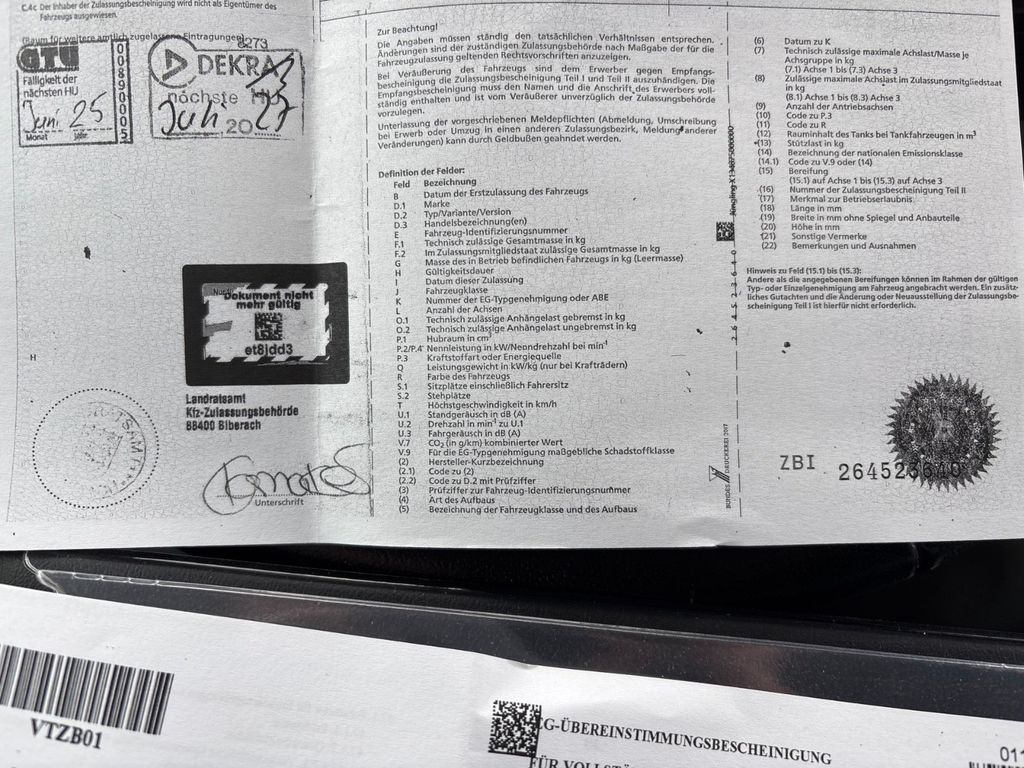 C.4c Der Inhaber der Zulassungsbescheinigung wird nicht als Eigentümer des
Fahrzeugs ausgewiesen.
(Raum für weitere amtlich zugelassene Eintragungen)
GTÜ
Fälligkeit der
nächsten HU
Juni 25
Monat Jahr
0089005
8273
DEKRA
nächste HU
Juli 2027
H
Dokument nicht
mehr gültig
et8jdd3
Landratsamt
Kfz-Zulassungsbehörde
88400 Biberach
Unterschrift
Zur Beachtung!
Die Angaben müssen ständig den tatsächlichen Verhältnissen entsprechen.
Änderungen sind der zuständigen Zulassungsbehörde nach Maßgabe der für die
Fahrzeugzulassung geltenden Rechtsvorschriften anzuzeigen.
Bei Veräußerung des Fahrzeugs sind dem Erwerber gegen Empfangs-
bescheinigung die Zulassungsbescheinigung Teil I und Teil II auszuhändigen. Die
Empfangsbescheinigung muss den Namen und die Anschrift des Erwerbers voll-
ständig enthalten und ist vom Veräußerer unverzüglich der Zulassungsbehörde
vorzulegen.
Unterlassung der vorgeschriebenen Meldepflichten (Abmeldung, Umschreibung
bei Erwerb oder Umzug in einen anderen Zulassungsbezirk, Meldung anderer
Veränderungen) kann durch Geldbußen geahndet werden.
Definition der Felder:
Feld Bezeichnung
B Datum der Erstzulassung des Fahrzeugs
D.1 Marke
D.2 Typ/Variante/Version
D.3 Handelsbezeichnung(en)
E Fahrzeug-Identifizierungsnummer
F.1 Technisch zulässige Gesamtmasse in kg
F.2 Im Zulassungsmitgliedstaat zulässige Gesamtmasse in kg
G Masse des in Betrieb befindlichen Fahrzeugs in kg (Leermasse)
H Gültigkeitsdauer
I Datum dieser Zulassung
J Fahrzeugklasse
K Nummer der EG-Typgenehmigung oder ABE
L Anzahl der Achsen
O.1 Technisch zulässige Anhängelast gebremst in kg
O.2 Technisch zulässige Anhängelast ungebremst in kg
P.1 Hubraum in cm³
P.2/P.4 Nennleistung in kW/Nenndrehzahl bei min⁻¹
P.3 Kraftstoffart oder Energiequelle
Q Leistungsgewicht in kW/kg (nur bei Krafträdern)
R Farbe des Fahrzeugs
S.1 Sitzplätze einschließlich Fahrersitz
S.2 Stehplätze
T Höchstgeschwindigkeit in km/h
U.1 Standgeräusch in dB (A)
U.2 Drehzahl in min⁻¹ zu U.1
U.3 Fahrgeräusch in dB (A)
V.7 CO₂ (in g/km) kombinierter Wert
V.9 Für die EG-Typgenehmigung maßgebliche Schadstoffklasse
(2) Hersteller-Kurzbezeichnung
(2.1) Code zu (2)
(2.2) Code zu D.2 mit Prüfziffer
(3) Prüfziffer zur Fahrzeug-Identifizierungsnummer
(4) Art des Aufbaus
(5) Bezeichnung der Fahrzeugklasse und des Aufbaus
BUNDESDRUCKEREI 2017
(6) Datum zu K
(7) Technisch zulässige maximale Achslast/Masse je
Achsgruppe in kg
(7.1) Achse 1 bis (7.3) Achse 3
(8) Zulässige maximale Achslast im Zulassungsmitgliedstaat
in kg
(8.1) Achse 1 bis (8.3) Achse 3
(9) Anzahl der Antriebsachsen
(10) Code zu P.3
(11) Code zu R
(12) Rauminhalt des Tanks bei Tankfahrzeugen in m³
(13) Stützlast in kg
(14) Bezeichnung der nationalen Emissionsklasse
(14.1) Code zu V.9 oder (14)
(15) Bereifung
(15.1) auf Achse 1 bis (15.3) auf Achse 3
(16) Nummer der Zulassungsbescheinigung Teil II
(17) Merkmal zur Betriebserlaubnis
(18) Länge in mm
(19) Breite in mm ohne Spiegel und Anbauteile
(20) Höhe in mm
(21) Sonstige Vermerke
(22) Bemerkungen und Ausnahmen
Hinweis zu Feld (15.1) bis (15.3):
Andere als die angegebenen Bereifungen können im Rahmen der gültigen
Typ- oder Einzelgenehmigung am Fahrzeug angebracht werden. Ein zusätz-
liches Gutachten und die Änderung oder Neuausstellung der Zulassungsbe-
scheinigung Teil I ist hierfür nicht erforderlich.
ZBI 264523640
VTZB01
EG-ÜBEREINSTIMMUNGSBESCHEINIGUNG
011